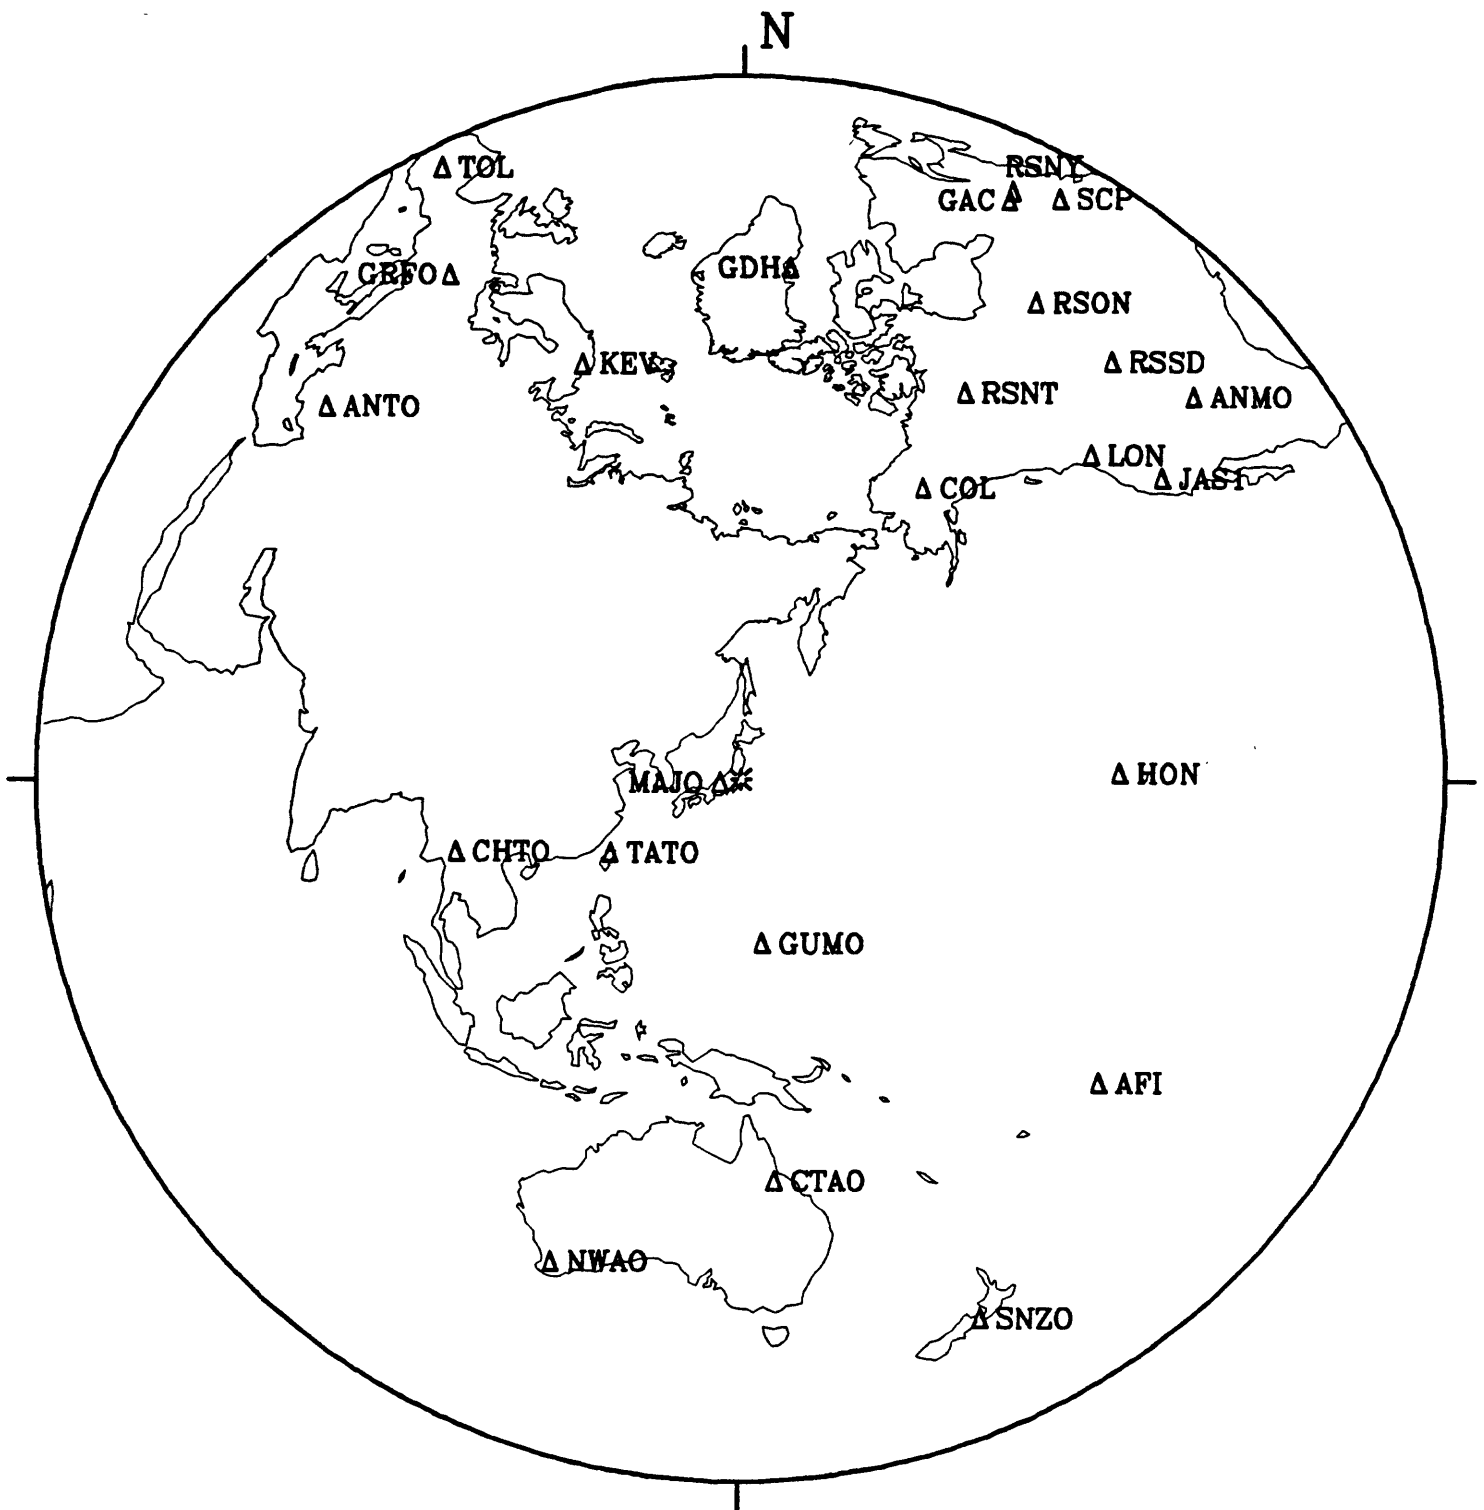 N
TOL
RSNY
GAC
SCP
GRFO
GDH
RSON
KEV
RSSD
RSNT
ANMO
ANTO
LON
JAS1
COL
MAJO
HON
CHTO
TATO
GUMO
AFI
CTAO
NWAO
SNZO